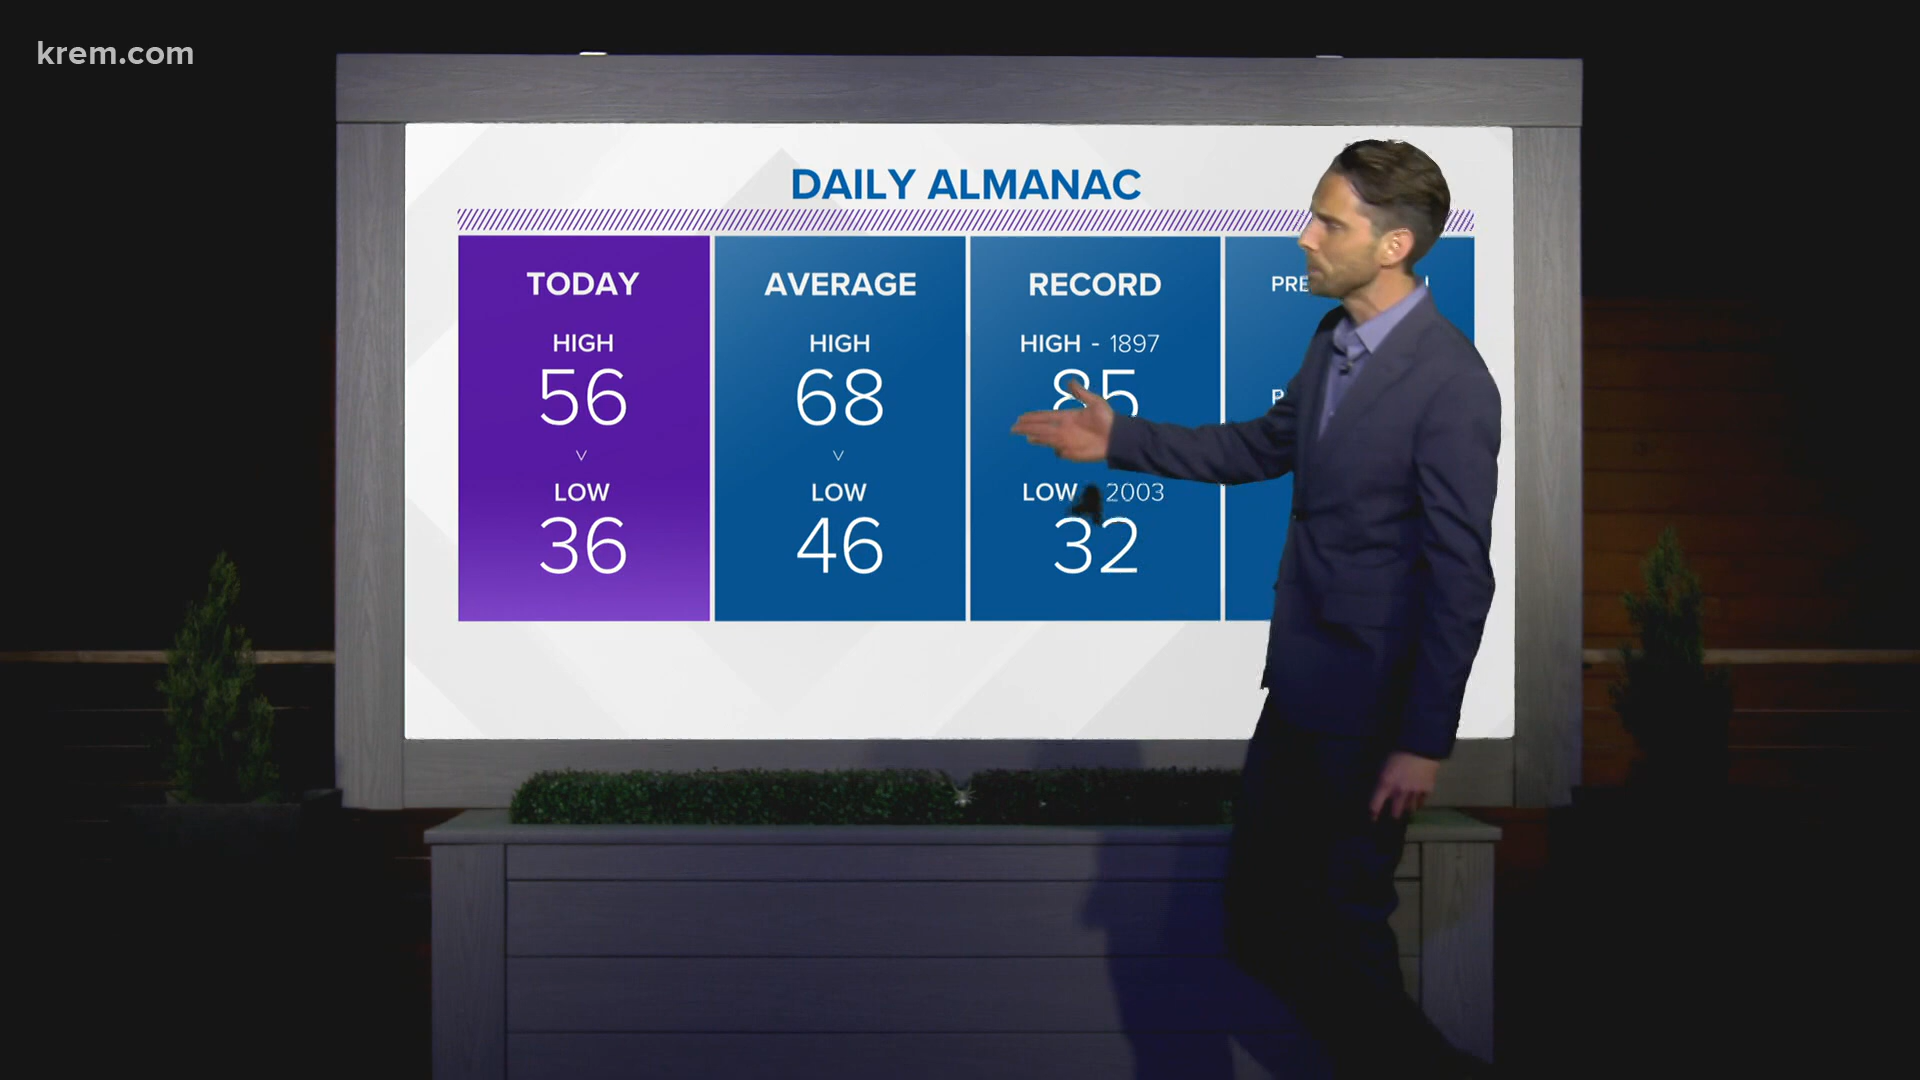 krem.com
DAILY ALMANAC
TODAY
HIGH
56
LOW
36
AVERAGE
HIGH
68
LOW
46
RECORD
HIGH - 1897
85
LOW 2003
32